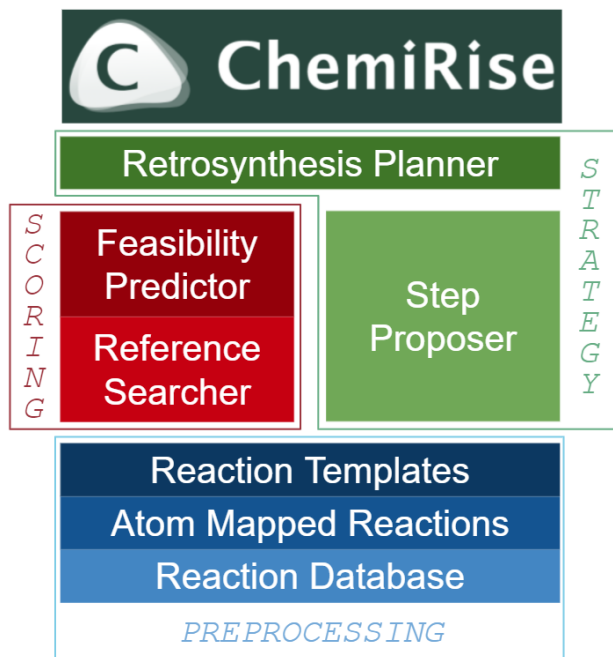 C ChemiRise
Retrosynthesis Planner
STRATEGY
SCORING
Feasibility
Predictor
Reference
Searcher
Step
Proposer
Reaction Templates
Atom Mapped Reactions
Reaction Database
PREPROCESSING